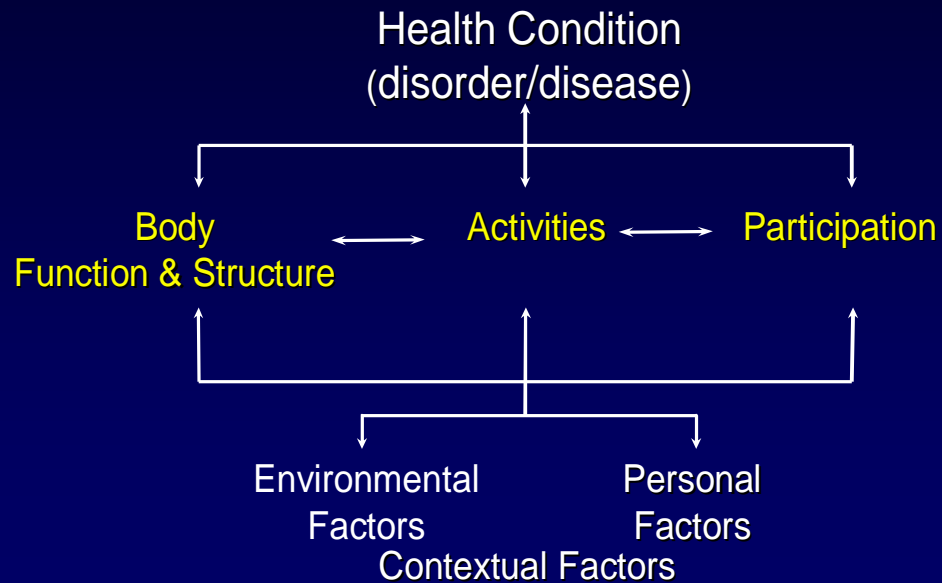 Health Condition
(disorder/disease)
Body
Function & Structure
Activities
Participation
Environmental
Factors
Personal
Factors
Contextual Factors